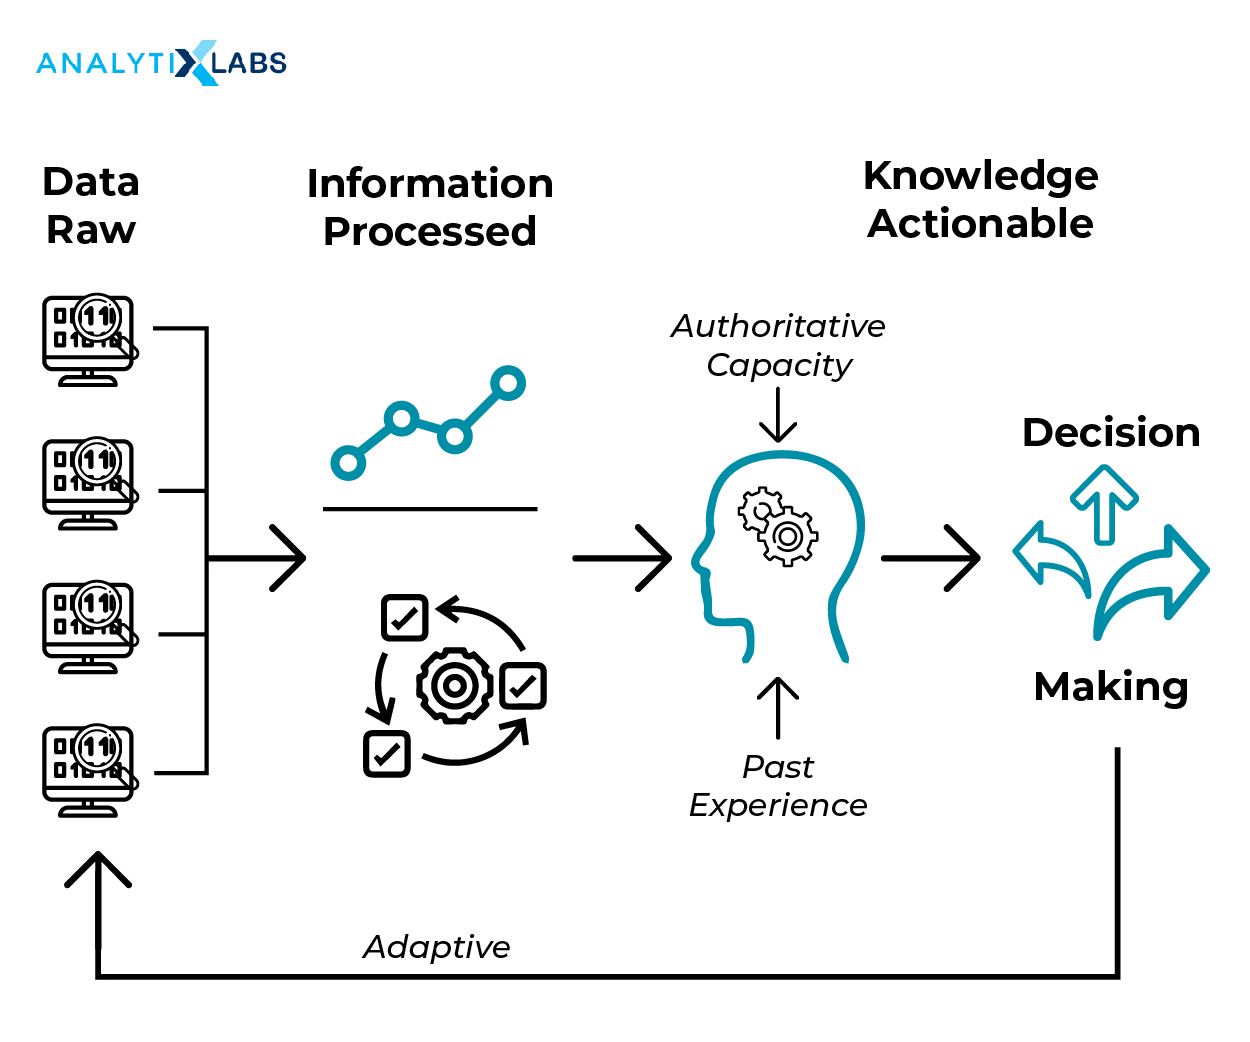 ANALYTIXLABS
Data
Raw
Information
Processed
Knowledge
Actionable
Authoritative
Capacity
Decision
Making
Past
Experience
Adaptive